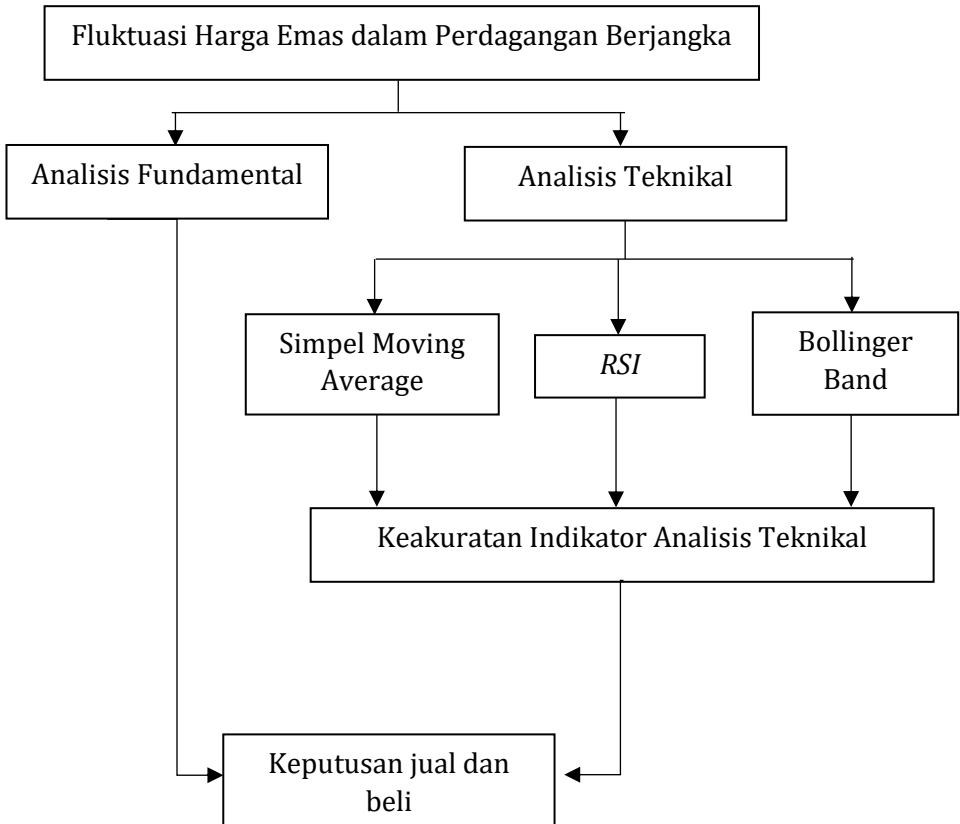 Fluktuasi Harga Emas dalam Perdagangan Berjangka
Analisis Fundamental
Analisis Teknikal
Simpel Moving
Average
RSI
Bollinger
Band
Keakuratan Indikator Analisis Teknikal
Keputusan jual dan
beli